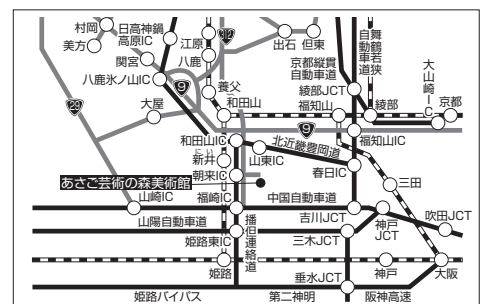 村岡
日高神鍋
高原IC
江原
482
出石
但東
美方
関宮
八鹿
京都縦貫
自動車道
舞鶴若狭
自動車道
大山崎IC
八鹿氷ノ山IC
9
養父
綾部JCT
29
大屋
和田山
福知山
綾部
京都
9
和田山IC
北近畿豊岡道
福知山IC
にい
新井
山東IC
朝来IC
春日IC
あさご芸術の森美術館
三田
山崎IC
福崎IC
中国自動車道
山陽自動車道
播但連絡道
吉川JCT
神戸
JCT
吹田JCT
姫路東IC
三木JCT
姫路
神戸
大阪
垂水JCT
姫路バイパス
第二神明
阪神高速